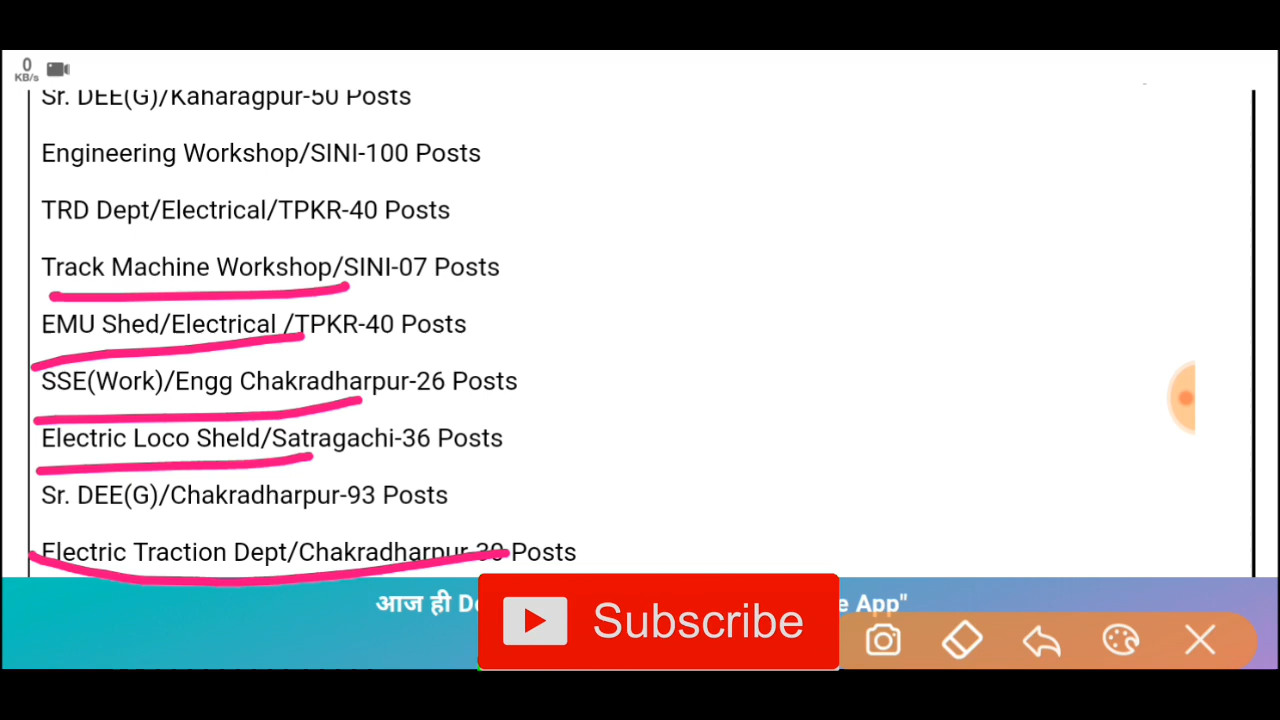 0
KB/s
Sr. DEE(G)/Kaharagpur-50 Posts
Engineering Workshop/SINI-100 Posts
TRD Dept/Electrical/TPKR-40 Posts
Track Machine Workshop/SINI-07 Posts
EMU Shed/Electrical /TPKR-40 Posts
SSE(Work)/Engg Chakradharpur-26 Posts
Electric Loco Sheld/Satragachi-36 Posts
Sr. DEE(G)/Chakradharpur-93 Posts
Electric Traction Dept/Chakradharpur-30 Posts
आज ही App"
Subscribe